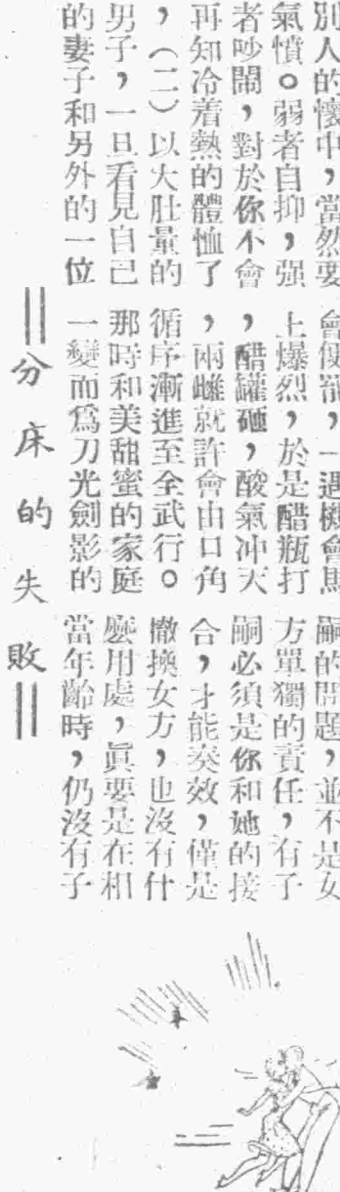 別人的懷中，當然要
氣憤。弱者自抑，强
者吵鬧，對於你不會
再知冷着熱的體恤了
，（二）以大肚量的
男子，一旦看見自己
的妻子和另外的一位
會便罷，一遇機會馬
上爆烈，於是醋瓶打
，醋罐砸，酸氣冲天
，兩雌就許會由口角
循序漸進至全武行。
那時和美甜蜜的家庭
一變而爲刀光劍影的
嗣的問題，並不是女
方單獨的責任，有子
嗣必須是你和她的接
合，才能奏效，僅是
撤換女方，也沒有什
麽用處，眞要是在相
當年齡時，仍沒有子
分床的失敗